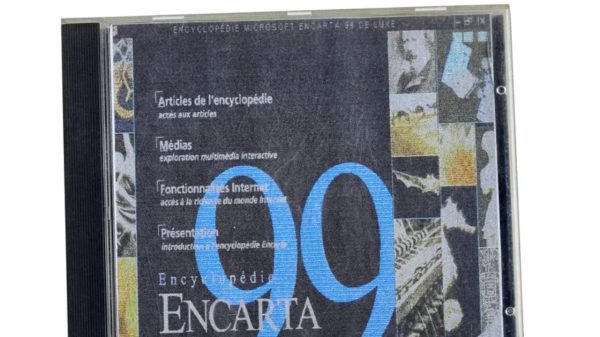 ENCYCLOPÉDIE MICROSOFT ENCARTA 99 DE LUXE
Articles de l'encyclopédie
accès aux articles
Médias
exploration multimédia interactive
Fonctionnalités Internet
accès à la richesse du monde Internet
Présentation
introduction à l'encyclopédie Encarta
99
Encyclopédie
ENCARTA